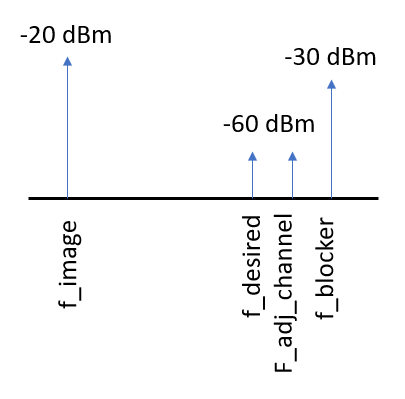 -20 dBm
-30 dBm
-60 dBm
f_image
f_desired
F_adj_channel
f_blocker